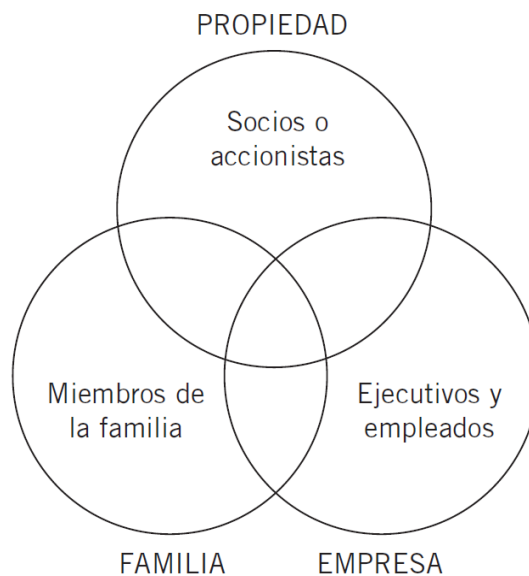 PROPIEDAD
Socios o
accionistas
Miembros de
la familia
Ejecutivos y
empleados
FAMILIA
EMPRESA